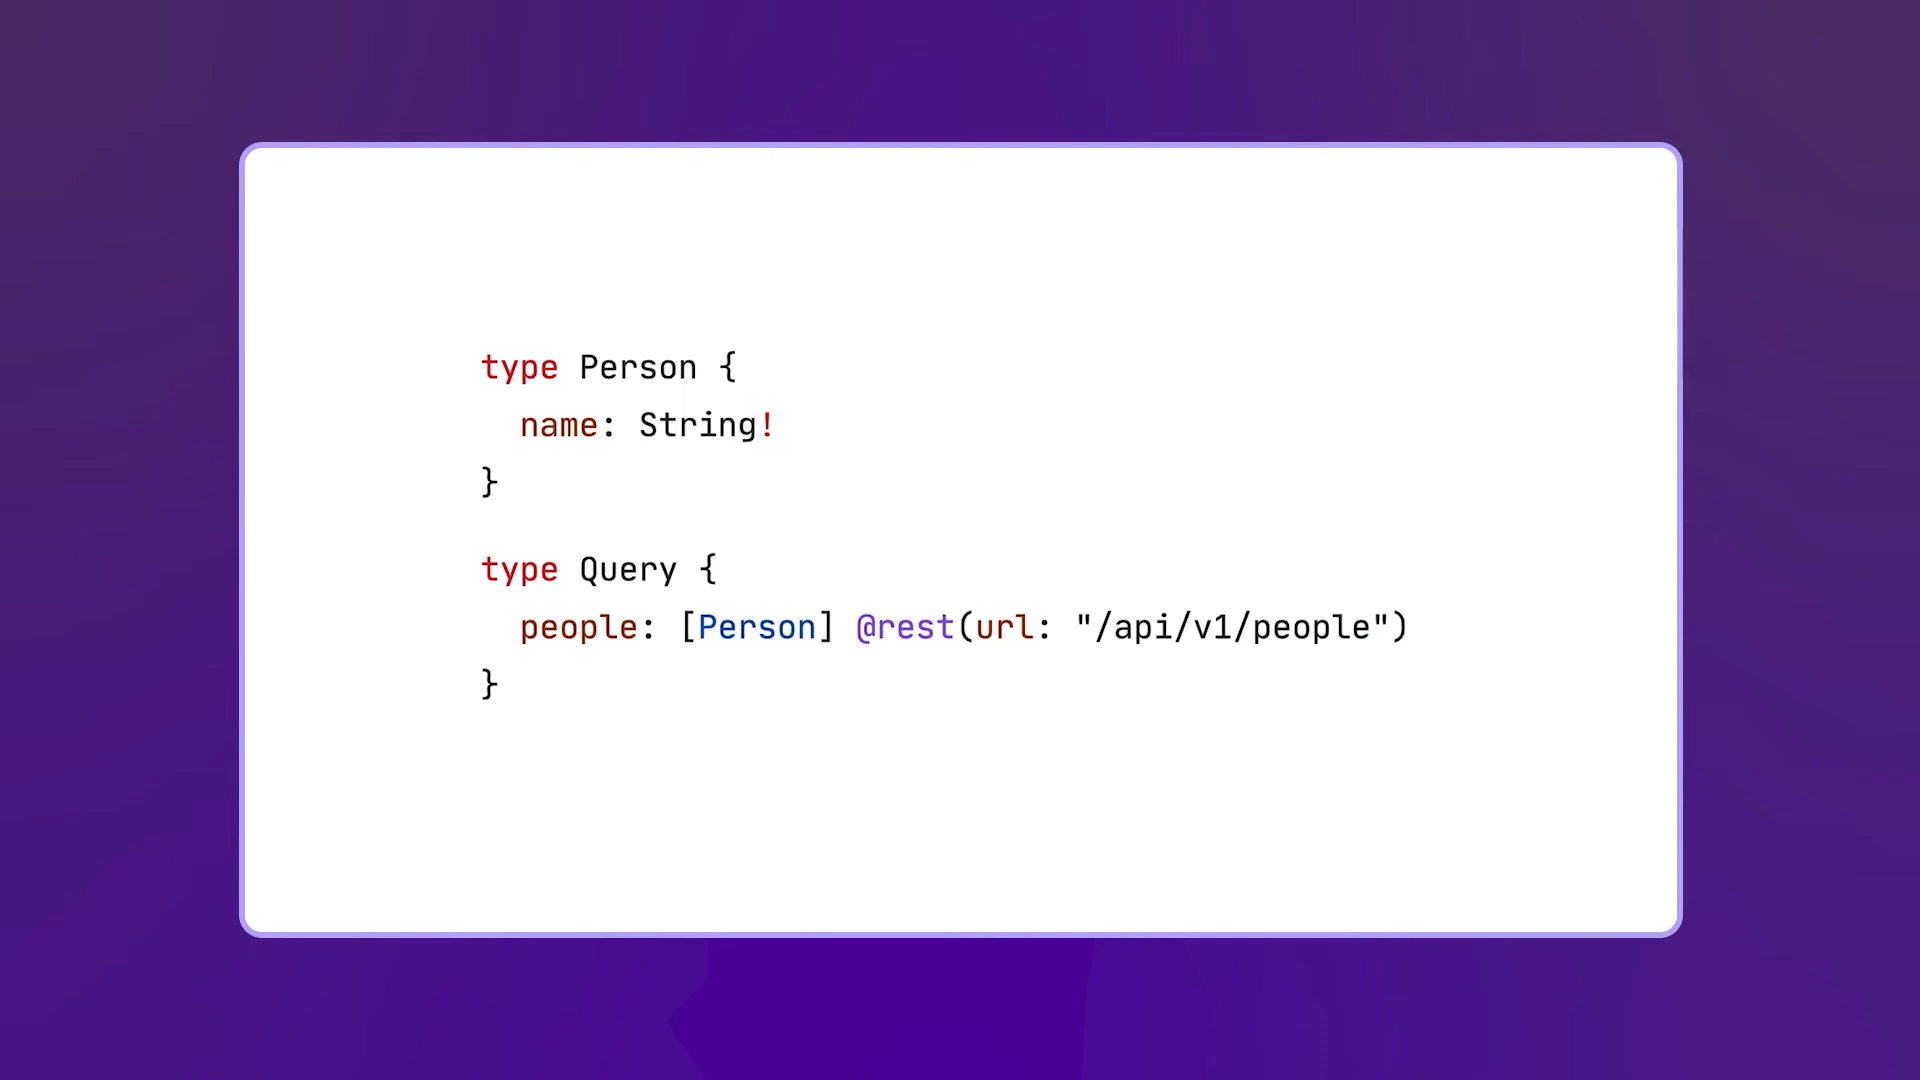 type Person {
  name: String!
}
type Query {
  people: [Person] @rest(url: "/api/v1/people")
}